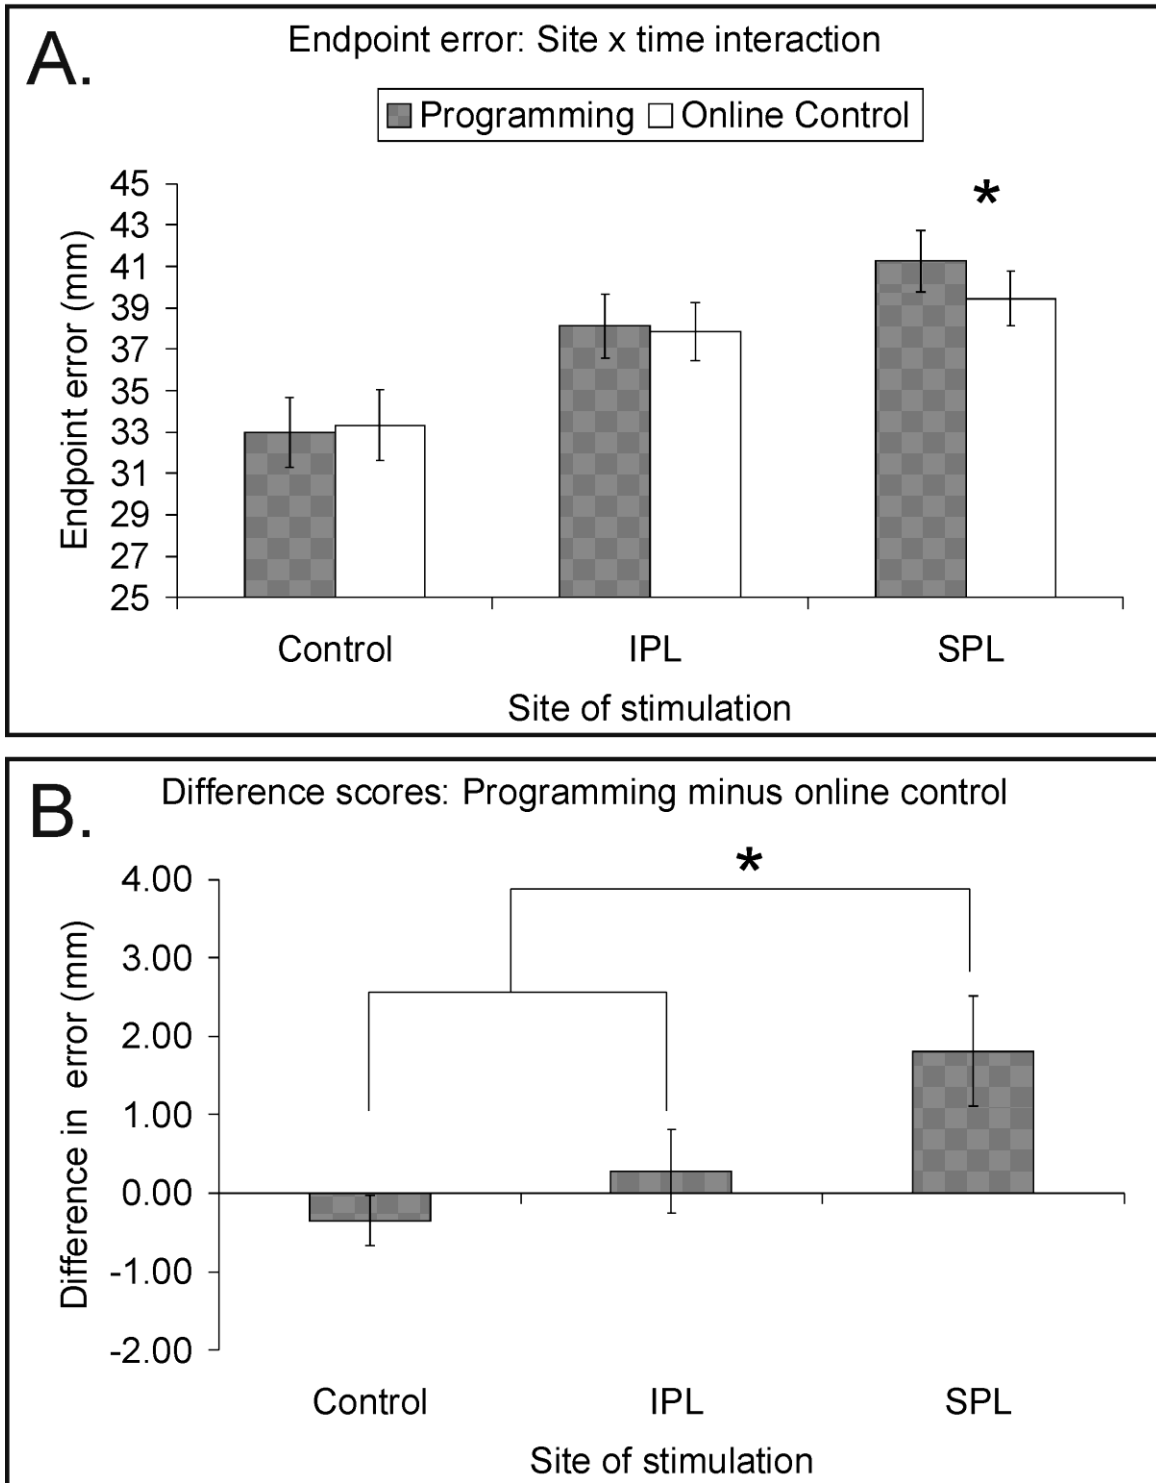 A.
Endpoint error: Site x time interaction
Programming Online Control
*
45
43
41
39
37
35
33
31
29
27
25
Endpoint error (mm)
Control IPL SPL
Site of stimulation
B.
Difference scores: Programming minus online control
*
4.00
3.00
2.00
1.00
0.00
-1.00
-2.00
Difference in error (mm)
Control IPL SPL
Site of stimulation